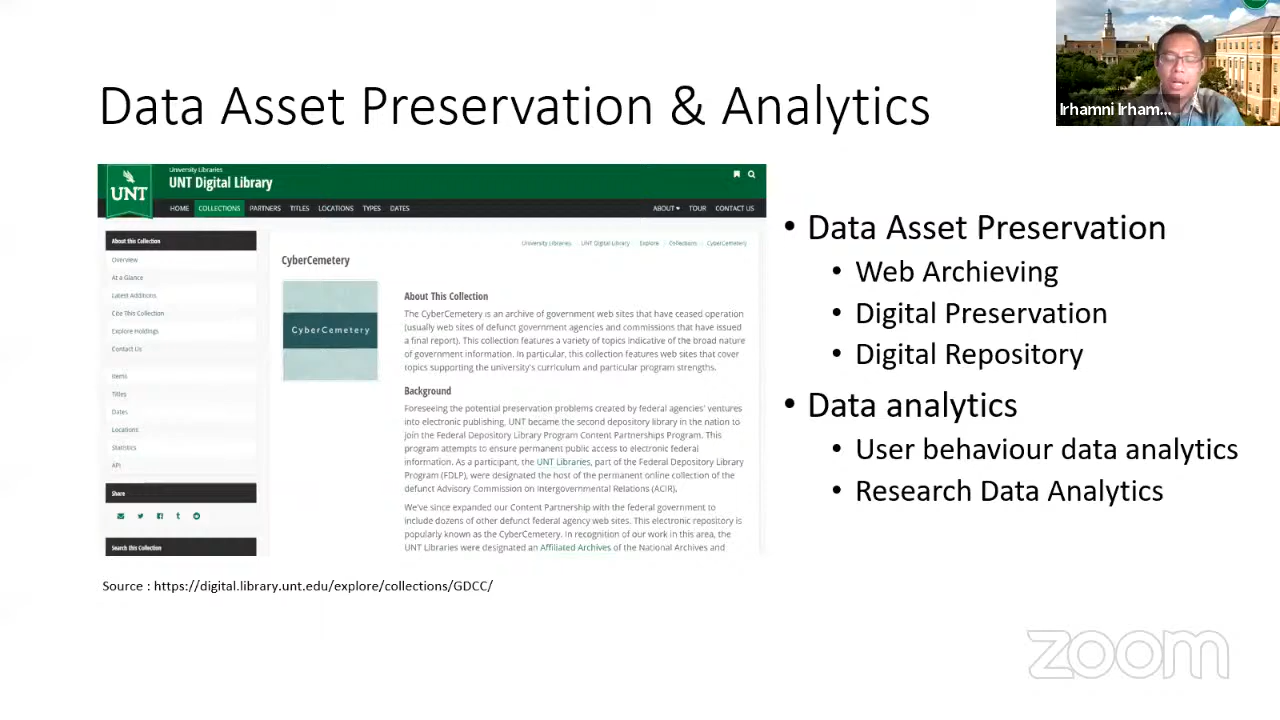 Data Asset Preservation & Analytics
Irhamni Irham...
University Libraries
UNT Digital Library
UNT
HOME COLLECTIONS PARTNERS TITLES LOCATIONS TYPES DATES
ABOUT TOUR CONTACT US
About this Collection
Overview
At a Glance
Latest Additions
Cite This Collection
Explore Holdings
Contact Us
Items
Titles
Dates
Locations
Statistics
API
Share
Search this Collection
University Libraries UNT Digital Library Explore Collections CyberCemetery
CyberCemetery
CyberCemetery
About This Collection
The CyberCemetery is an archive of government web sites that have ceased operation
(usually web sites of defunct government agencies and commissions that have issued
a final report). This collection features a variety of topics indicative of the broad nature
of government information. In particular, this collection features web sites that cover
topics supporting the university's curriculum and particular program strengths.
Background
Foreseeing the potential preservation problems created by federal agencies' ventures
into electronic publishing, UNT became the second depository library in the nation to
join the Federal Depository Library Program Content Partnerships Program. This
program attempts to ensure permanent public access to electronic federal
information. As a participant, the UNT Libraries, part of the Federal Depository Library
Program (FDLP), were designated the host of the permanent online collection of the
defunct Advisory Commission on Intergovernmental Relations (ACIR).
We've since expanded our Content Partnership with the federal government to
include dozens of other defunct federal agency web sites. This electronic repository is
popularly known as the CyberCemetery. In recognition of our work in this area, the
UNT Libraries were designated an Affiliated Archives of the National Archives and
Source : https://digital.library.unt.edu/explore/collections/GDCC/
• Data Asset Preservation
• Web Archieving
• Digital Preservation
• Digital Repository
• Data analytics
• User behaviour data analytics
• Research Data Analytics
zoom